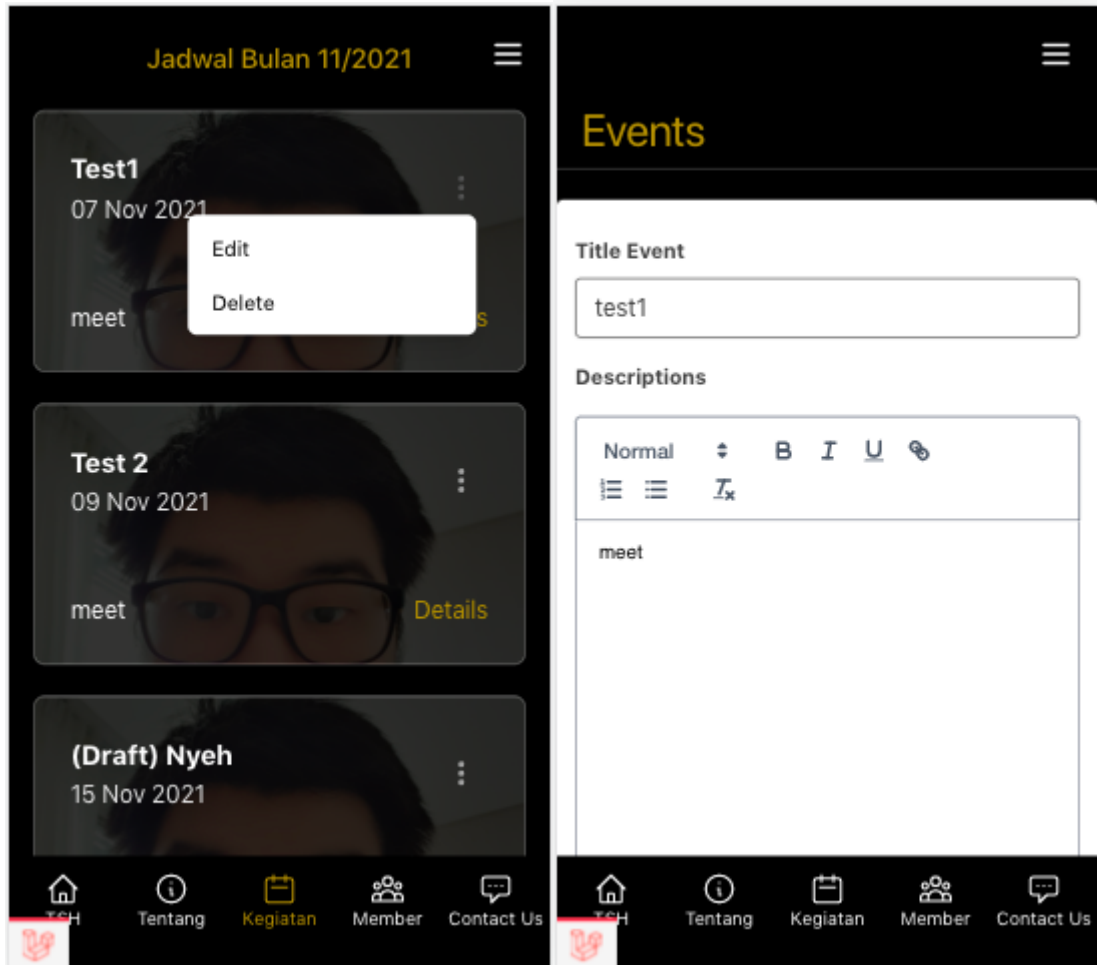 Jadwal Bulan 11/2021
Test1
07 Nov 2021
Edit
Delete
meet
s
Test 2
09 Nov 2021
meet
Details
(Draft) Nyeh
15 Nov 2021
TSH
Tentang
Kegiatan
Member
Contact Us
Events
Title Event
test1
Descriptions
Normal
B I U
meet
TSH
Tentang
Kegiatan
Member
Contact Us